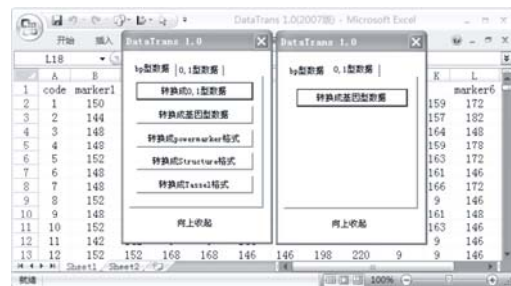 DataTrans 1.0(2007版) - Microsoft Excel
开始 插入
L18
DataTrans 1.0
bp型数据 0,1型数据
转换成0,1型数据
转换成基因型数据
转换成powermarker格式
转换成Structure格式
转换成Tassel格式
向上收起
DataTrans 1.0
bp型数据 0,1型数据
转换成基因型数据
向上收起
A B K L
1 code marker1 marker6
2 1 150 159 172
3 2 144 157 182
4 3 148 164 148
5 4 148 159 178
6 5 152 163 172
7 6 148 161 146
8 7 148 166 172
9 8 152 9 146
10 9 148 161 148
11 10 152 163 146
12 11 142 9 146
13 12 152 152 168 168 146 146 198 220 9 9 146
Sheet1 Sheet2
就绪 100%